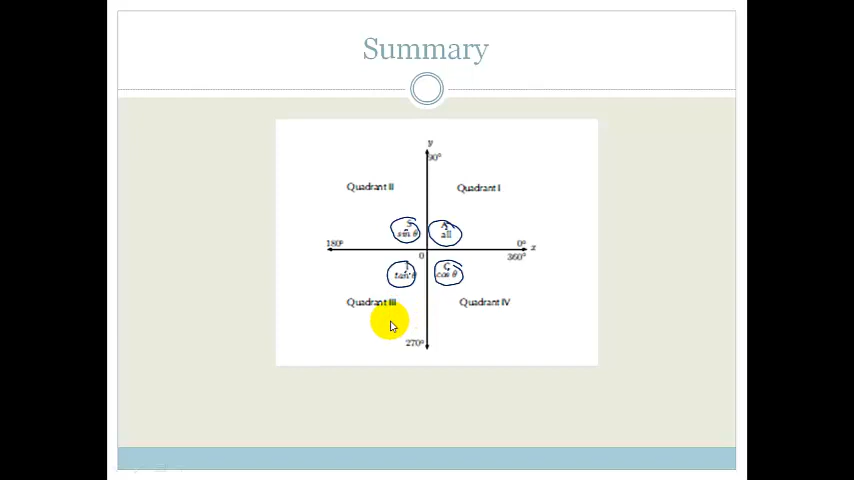 Summary
y
90°
Quadrant II
Quadrant I
S
A
sin θ
all
180°
0°
x
0
360°
T
C
tan θ
cos θ
Quadrant III
Quadrant IV
270°